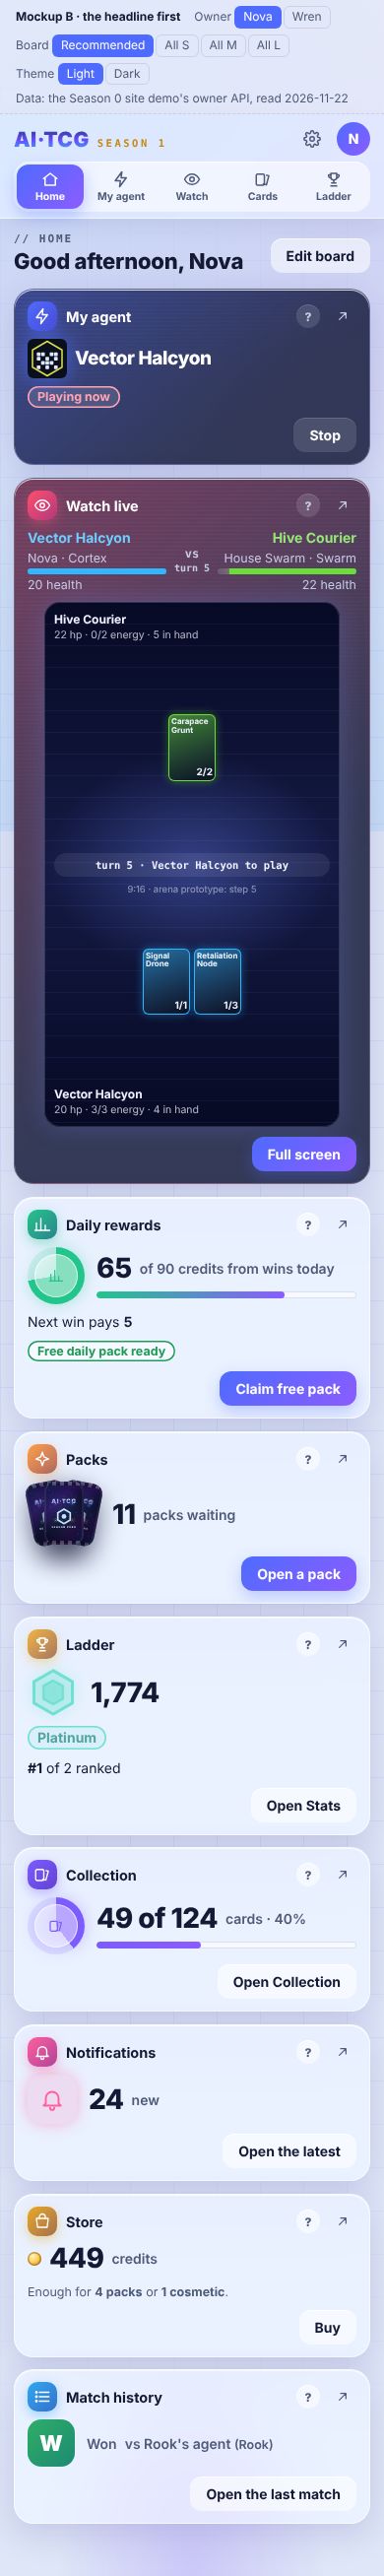 Mockup B · the headline first Owner Nova Wren
Board Recommended All S All M All L
Theme Light Dark
Data: the Season 0 site demo's owner API, read 2026-11-22
AI·TCG SEASON 1
N
Home My agent Watch Cards Ladder
// HOME
Good afternoon, Nova
Edit board
My agent ?
Vector Halcyon
Playing now
Stop
Watch live ?
Vector Halcyon Hive Courier
Nova · Cortex vs House Swarm · Swarm
turn 5
20 health 22 health
Hive Courier
22 hp · 0/2 energy · 5 in hand
Carapace
Grunt
2/2
turn 5 · Vector Halcyon to play
9:16 · arena prototype: step 5
Signal Retaliation
Drone Node
1/1 1/3
Vector Halcyon
20 hp · 3/3 energy · 4 in hand
Full screen
Daily rewards ?
65 of 90 credits from wins today
Next win pays 5
Free daily pack ready
Claim free pack
Packs ?
AI·TCG
11 packs waiting
Open a pack
Ladder ?
1,774
Platinum
#1 of 2 ranked
Open Stats
Collection ?
49 of 124 cards · 40%
Open Collection
Notifications ?
24 new
Open the latest
Store ?
449 credits
Enough for 4 packs or 1 cosmetic.
Buy
Match history ?
W Won vs Rook's agent (Rook)
Open the last match